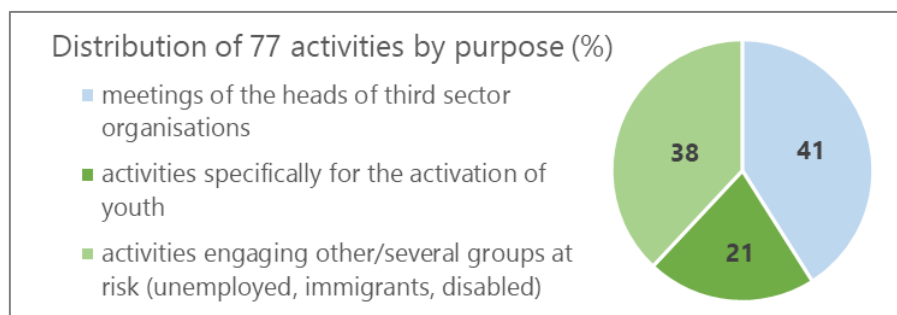 Distribution of 77 activities by purpose (%)
meetings of the heads of third sector
organisations
activities specifically for the activation of
youth
activities engaging other/several groups at
risk (unemployed, immigrants, disabled)
38
41
21